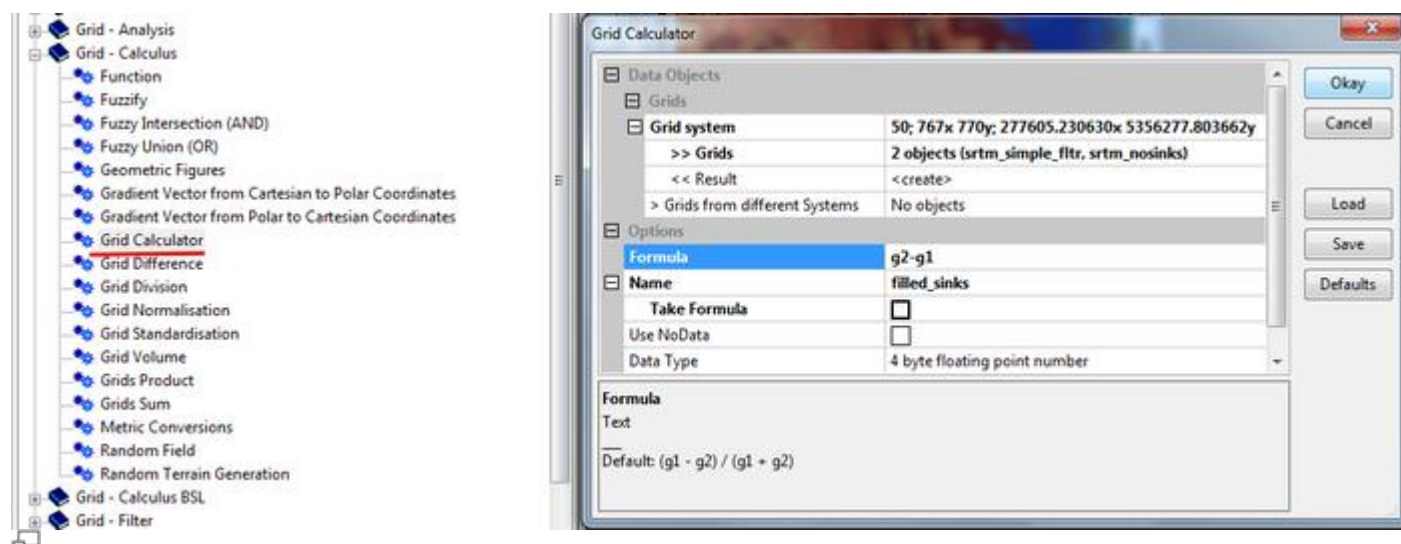 Grid - Analysis
Grid - Calculus
Function
Fuzzify
Fuzzy Intersection (AND)
Fuzzy Union (OR)
Geometric Figures
Gradient Vector from Cartesian to Polar Coordinates
Gradient Vector from Polar to Cartesian Coordinates
Grid Calculator
Grid Difference
Grid Division
Grid Normalisation
Grid Standardisation
Grid Volume
Grids Product
Grids Sum
Metric Conversions
Random Field
Random Terrain Generation
Grid - Calculus BSL
Grid - Filter
Grid Calculator
Data Objects
Grids
Grid system 50; 767x 770y; 277605.230630x 5356277.803662y
>> Grids 2 objects (srtm_simple_fltr, srtm_nosinks)
<< Result <create>
> Grids from different Systems No objects
Options
Formula g2-g1
Name filled_sinks
Take Formula
Use NoData
Data Type 4 byte floating point number
Formula
Text
__
Default: (g1 - g2) / (g1 + g2)
Okay
Cancel
Load
Save
Defaults